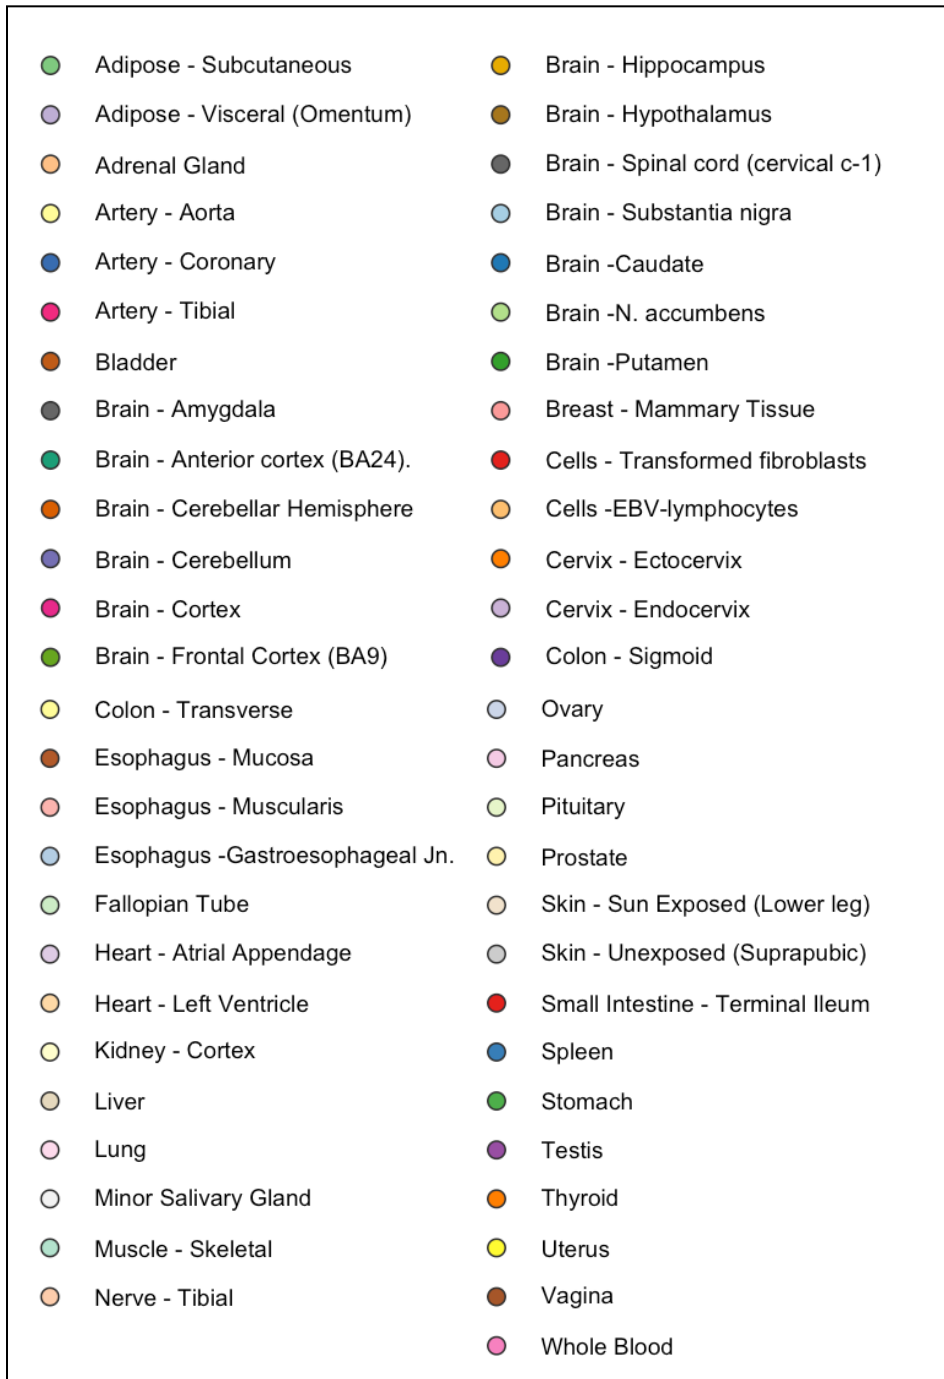 Adipose - Subcutaneous
Adipose - Visceral (Omentum)
Adrenal Gland
Artery - Aorta
Artery - Coronary
Artery - Tibial
Bladder
Brain - Amygdala
Brain - Anterior cortex (BA24).
Brain - Cerebellar Hemisphere
Brain - Cerebellum
Brain - Cortex
Brain - Frontal Cortex (BA9)
Colon - Transverse
Esophagus - Mucosa
Esophagus - Muscularis
Esophagus -Gastroesophageal Jn.
Fallopian Tube
Heart - Atrial Appendage
Heart - Left Ventricle
Kidney - Cortex
Liver
Lung
Minor Salivary Gland
Muscle - Skeletal
Nerve - Tibial
Brain - Hippocampus
Brain - Hypothalamus
Brain - Spinal cord (cervical c-1)
Brain - Substantia nigra
Brain -Caudate
Brain -N. accumbens
Brain -Putamen
Breast - Mammary Tissue
Cells - Transformed fibroblasts
Cells -EBV-lymphocytes
Cervix - Ectocervix
Cervix - Endocervix
Colon - Sigmoid
Ovary
Pancreas
Pituitary
Prostate
Skin - Sun Exposed (Lower leg)
Skin - Unexposed (Suprapubic)
Small Intestine - Terminal Ileum
Spleen
Stomach
Testis
Thyroid
Uterus
Vagina
Whole Blood